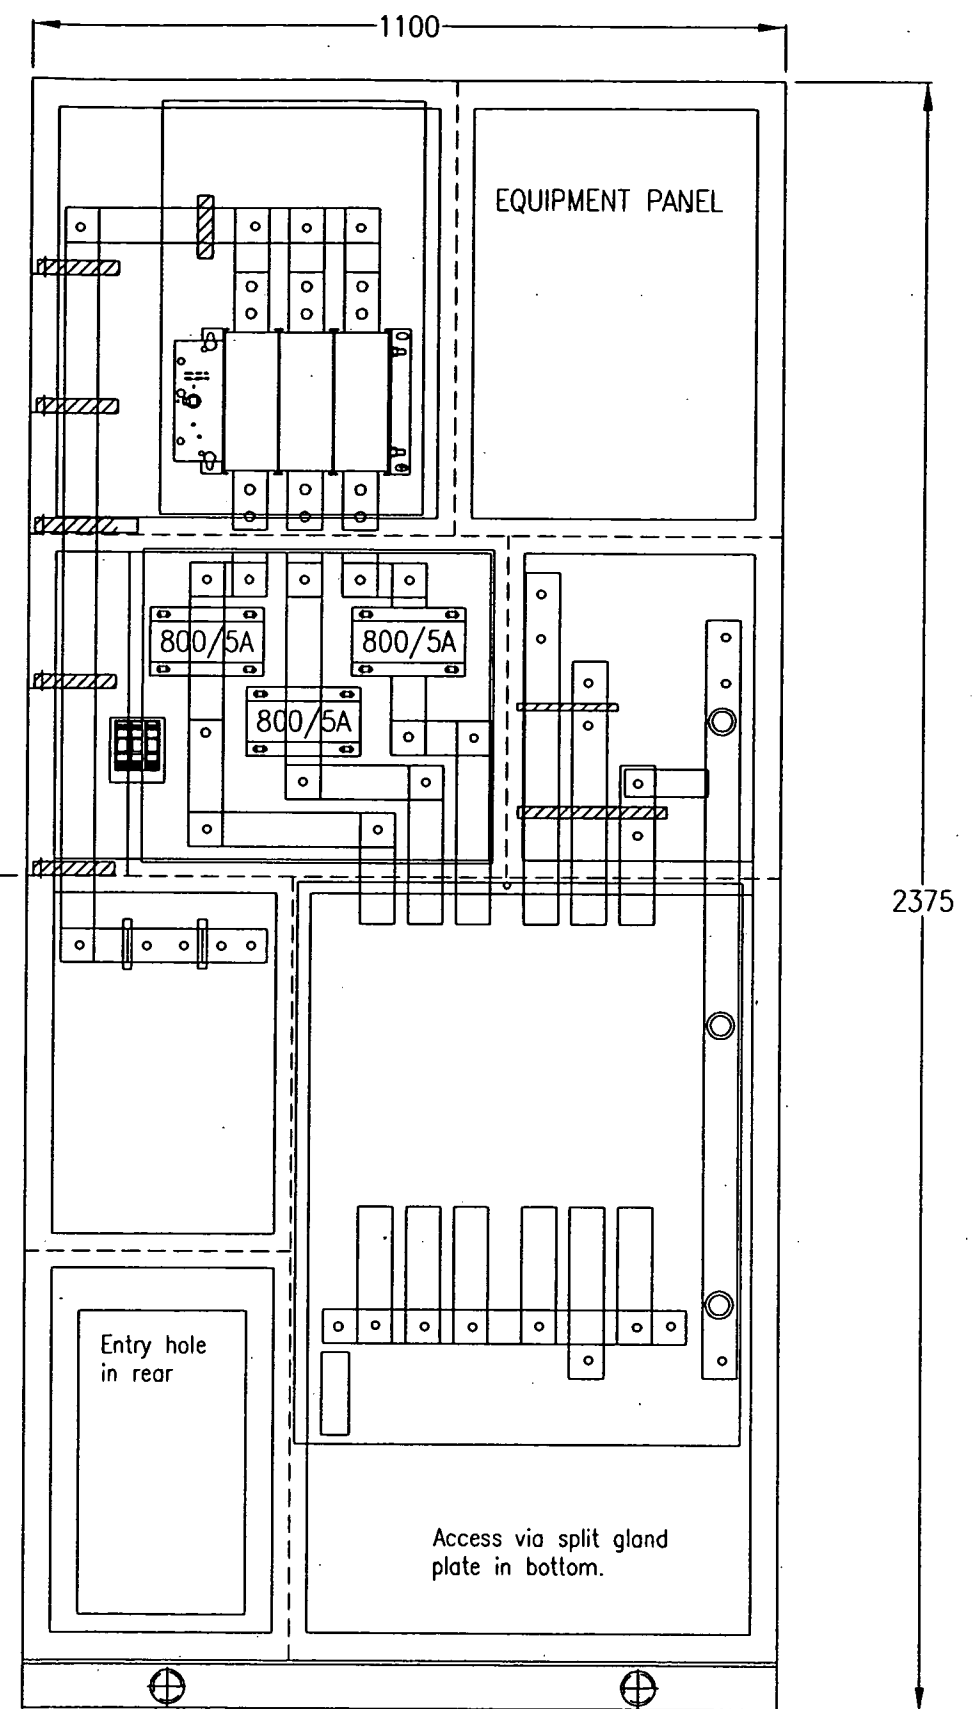 1100
EQUIPMENT PANEL
800/5A
800/5A
800/5A
2375
Entry hole
in rear
Access via split gland
plate in bottom.